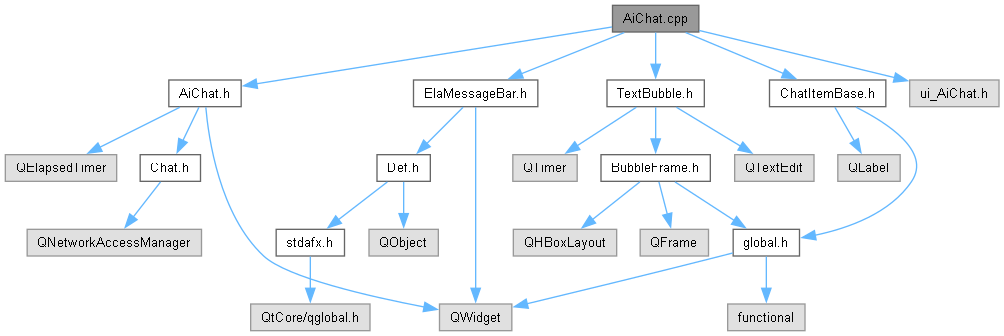 AiChat.cpp
AiChat.h
ElaMessageBar.h
TextBubble.h
ChatItemBase.h
ui_AiChat.h
QElapsedTimer
Chat.h
Def.h
QTimer
BubbleFrame.h
QTextEdit
QLabel
QNetworkAccessManager
stdafx.h
QObject
QHBoxLayout
QFrame
global.h
QtCore/qglobal.h
QWidget
functional